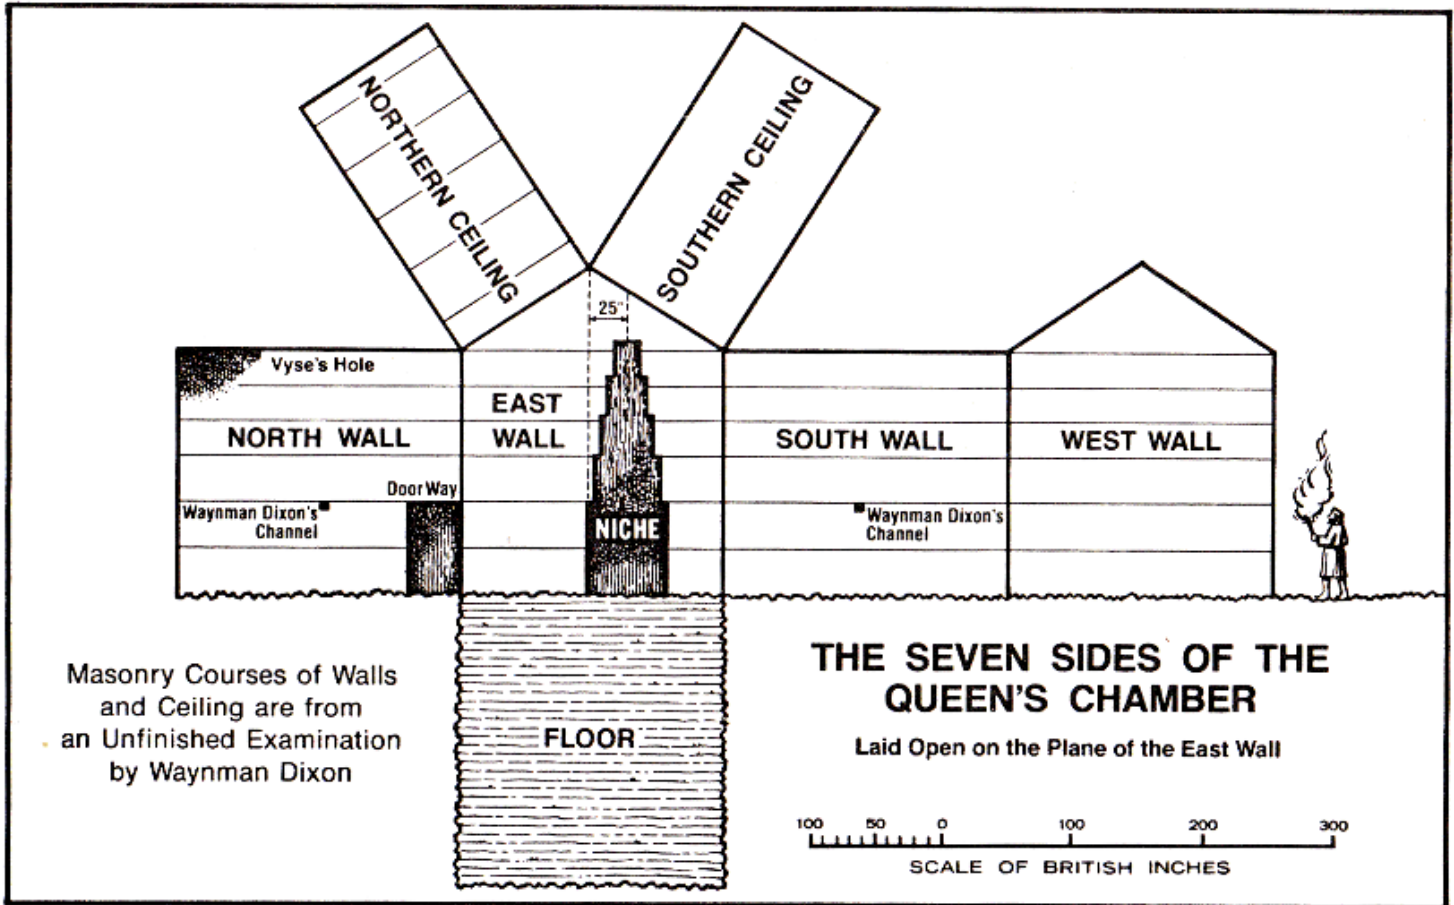 NORTHERN CEILING
SOUTHERN CEILING
25"
Vyse's Hole
EAST
WALL
NORTH WALL
SOUTH WALL
WEST WALL
Door Way
Waynman Dixon's
Channel
NICHE
Waynman Dixon's
Channel
Masonry Courses of Walls
and Ceiling are from
an Unfinished Examination
by Waynman Dixon
FLOOR
THE SEVEN SIDES OF THE
QUEEN'S CHAMBER
Laid Open on the Plane of the East Wall
100 50 0 100 200 300
SCALE OF BRITISH INCHES